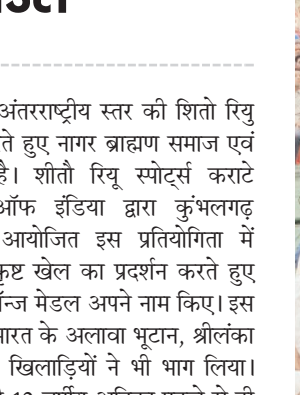 अंतरराष्ट्रीय स्तर की शितो रियु
हुए नागर ब्राह्मण समाज एवं
है। शीतौ रियू स्पोर्ट्स कराटे
ऑफ इंडिया द्वारा कुंभलगढ़
आयोजित इस प्रतियोगिता में
खेल का प्रदर्शन करते हुए
मेडल अपने नाम किए। इस
के अलावा भूटान, श्रीलंका
खिलाड़ियों ने भी भाग लिया।